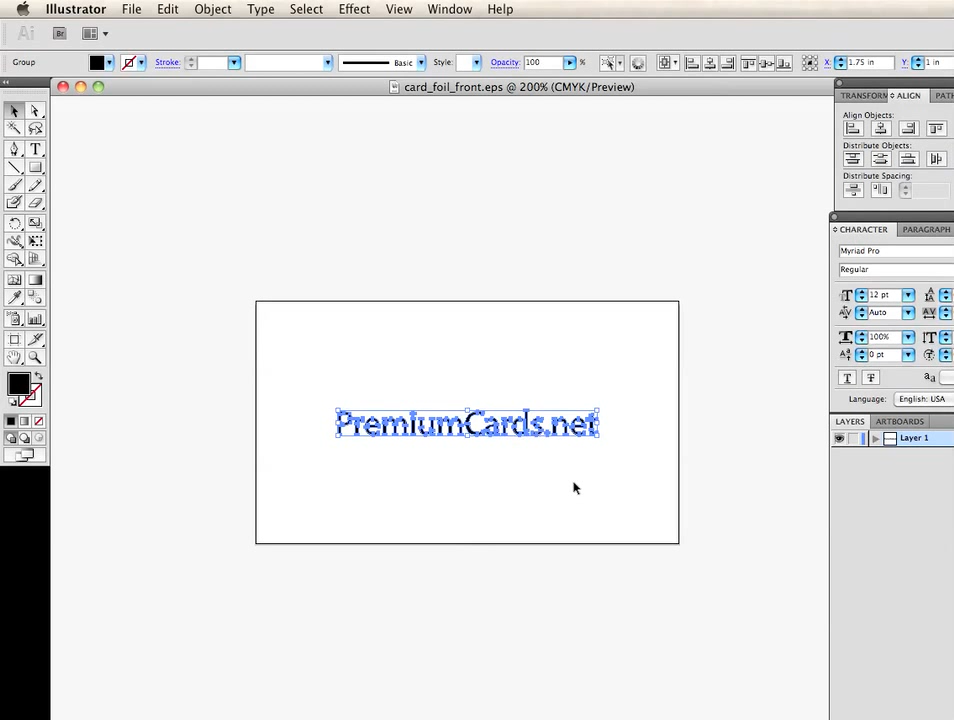 Illustrator File Edit Object Type Select Effect View Window Help
Ai Br
Group Stroke: Basic Style: Opacity: 100 % X: 1.75 in Y: 1 in
card_foil_front.eps @ 200% (CMYK/Preview)
TRANSFORM ALIGN PATH
Align Objects:
Distribute Objects:
Distribute Spacing:
CHARACTER PARAGRAPH
Myriad Pro
Regular
12 pt
Auto
100%
0 pt
Language: English: USA
LAYERS ARTBOARDS
Layer 1
PremiumCards.net